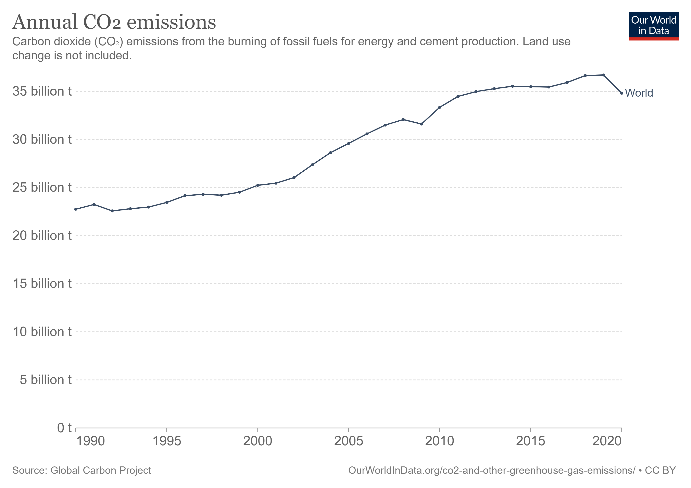 Annual CO₂ emissions
Carbon dioxide (CO₂) emissions from the burning of fossil fuels for energy and cement production. Land use
change is not included.
Our World
in Data
35 billion t
30 billion t
25 billion t
20 billion t
15 billion t
10 billion t
5 billion t
0 t
World
1990
1995
2000
2005
2010
2015
2020
Source: Global Carbon Project
OurWorldInData.org/co2-and-other-greenhouse-gas-emissions/ • CC BY